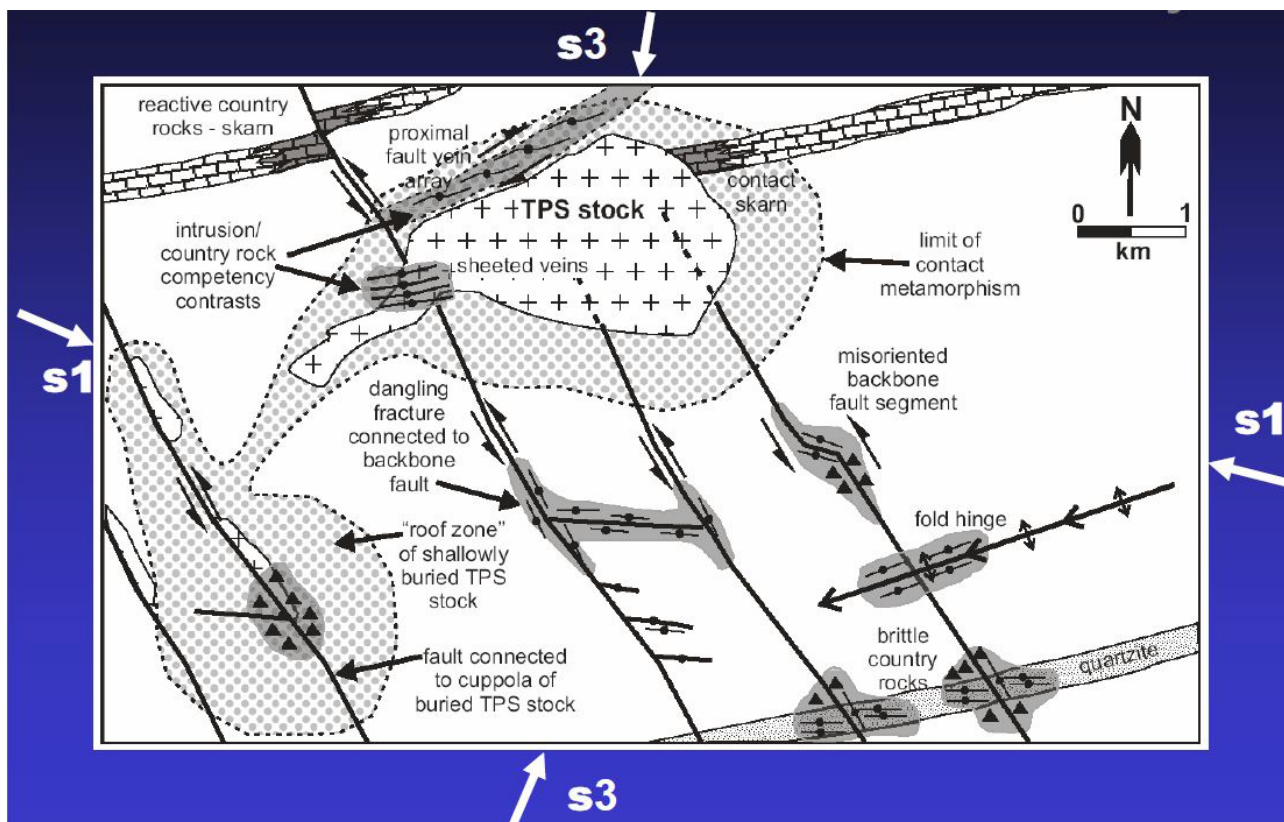 s3
reactive country
rocks - skarn
proximal
fault vein
array
N
0 1
km
TPS stock
contact
skarn
intrusion/
country rock
competency
contrasts
sheeted veins
limit of
contact
metamorphism
s1
misoriented
backbone
fault segment
dangling
fracture
connected to
backbone
fault
s1
fold hinge
"roof zone"
of shallowly
buried TPS
stock
brittle
country
rocks
quartzite
fault connected
to cuppola of
buried TPS stock
s3